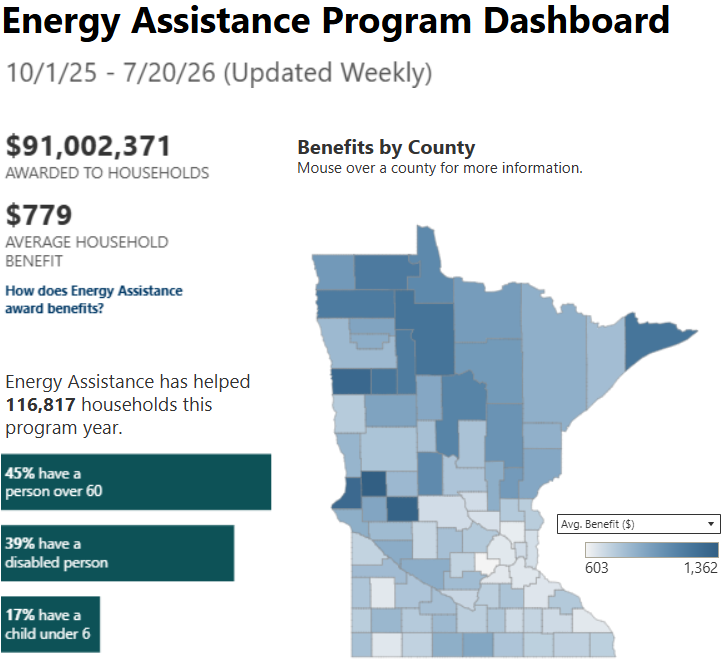 Energy Assistance Program Dashboard
10/1/25 - 7/20/26 (Updated Weekly)
$91,002,371
AWARDED TO HOUSEHOLDS
$779
AVERAGE HOUSEHOLD
BENEFIT
How does Energy Assistance
award benefits?
Energy Assistance has helped
116,817 households this
program year.
45% have a
person over 60
39% have a
disabled person
17% have a
child under 6
Benefits by County
Mouse over a county for more information.
Avg. Benefit ($)
603 1,362